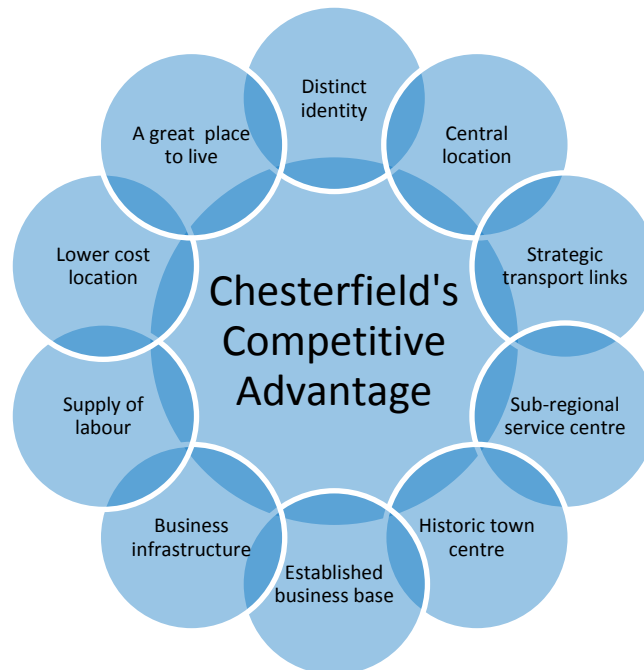 Distinct
identity
Central
location
Strategic
transport links
Sub-regional
service centre
Historic town
centre
Established
business base
Business
infrastructure
Supply of
labour
Lower cost
location
A great place
to live
Chesterfield's
Competitive
Advantage